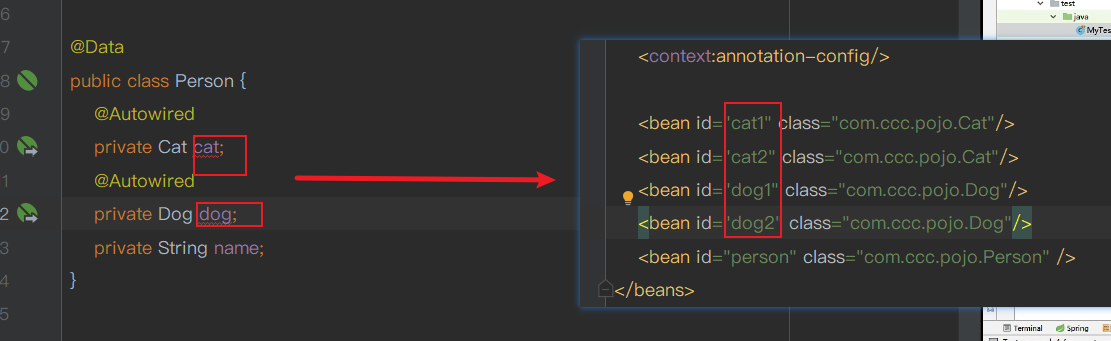 6
7
@Data
8
public class Person {
9
@Autowired
0
private Cat cat;
1
@Autowired
2
private Dog dog;
3
private String name;
4
}
5
<context:annotation-config/>
<bean id="cat1" class="com.ccc.pojo.Cat"/>
<bean id="cat2" class="com.ccc.pojo.Cat"/>
<bean id="dog1" class="com.ccc.pojo.Dog"/>
<bean id="dog2" class="com.ccc.pojo.Dog"/>
<bean id="person" class="com.ccc.pojo.Person" />
</beans>
test
java
MyTes
Terminal
Spring